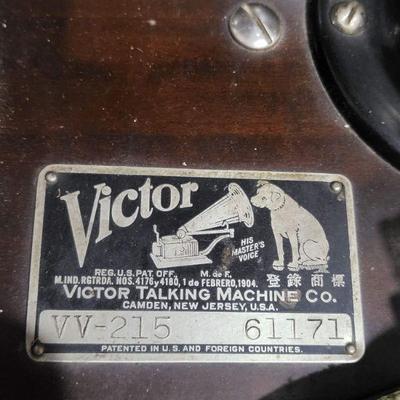 Victor
HIS
MASTER'S
VOICE
REG. U.S. PAT. OFF. M. de F.
M. IND. RGTRDA. NOS. 4176 y 4180, 1 de FEBRERO, 1904. 登錄商標
VICTOR TALKING MACHINE CO.
CAMDEN, NEW JERSEY, U.S.A.
VV-215 61171
PATENTED IN U.S. AND FOREIGN COUNTRIES.